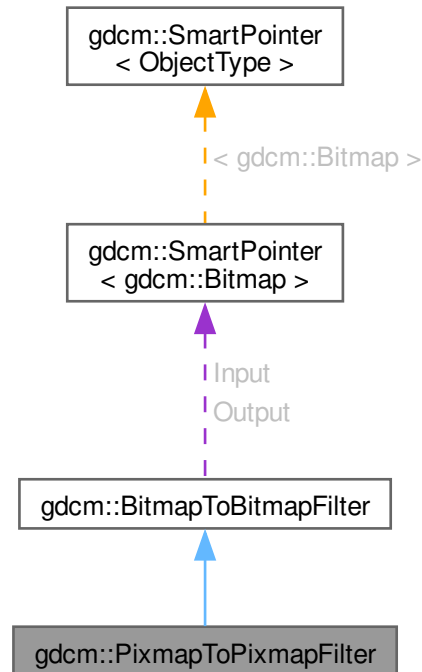 gdcm::SmartPointer
< ObjectType >
< gdcm::Bitmap >
gdcm::SmartPointer
< gdcm::Bitmap >
Input
Output
gdcm::BitmapToBitmapFilter
gdcm::PixmapToPixmapFilter